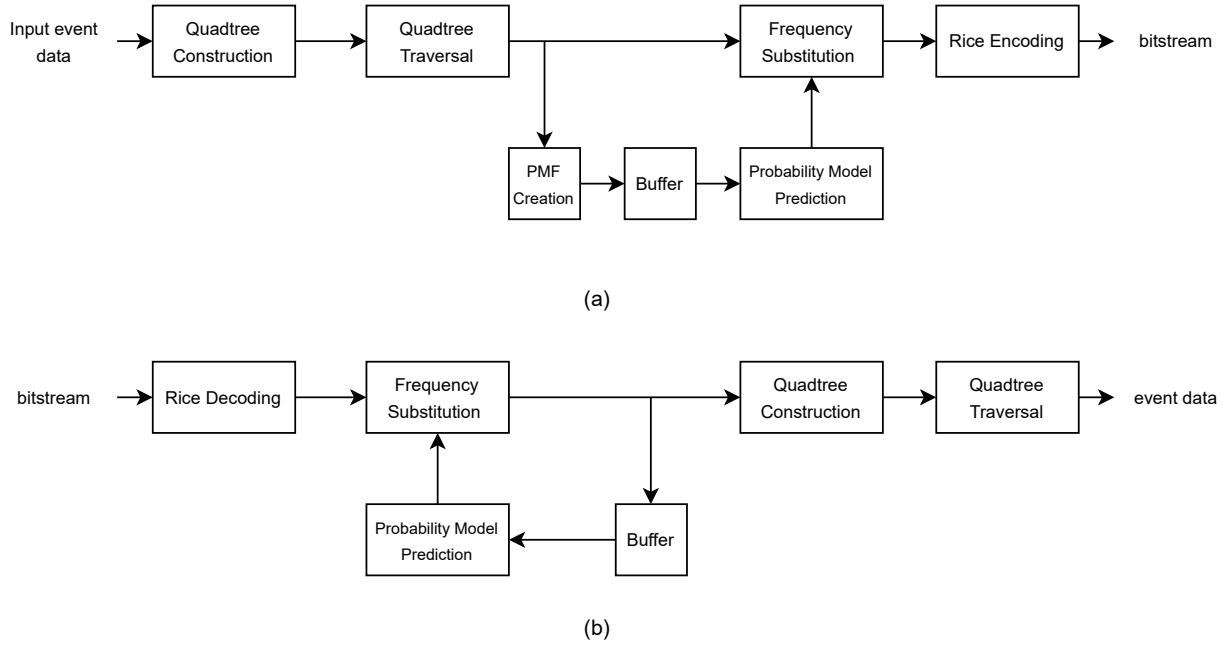 Input event
data
Quadtree
Construction
Quadtree
Traversal
Frequency
Substitution
Rice Encoding
bitstream
PMF
Creation
Buffer
Probability Model
Prediction
(a)
bitstream
Rice Decoding
Frequency
Substitution
Quadtree
Construction
Quadtree
Traversal
event data
Probability Model
Prediction
Buffer
(b)